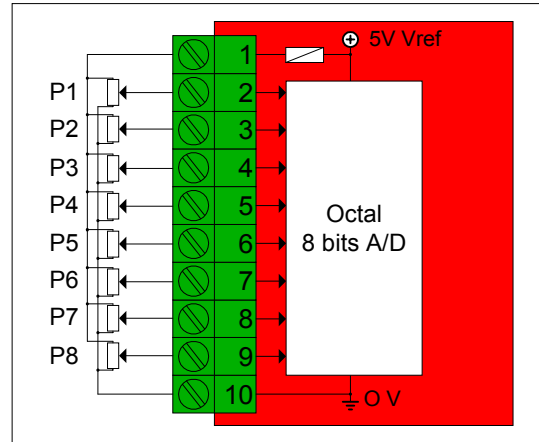 1 5V Vref
P1 2
P2 3
P3 4
P4 5
Octal
P5 6 8 bits A/D
P6 7
P7 8
P8 9
10 O V